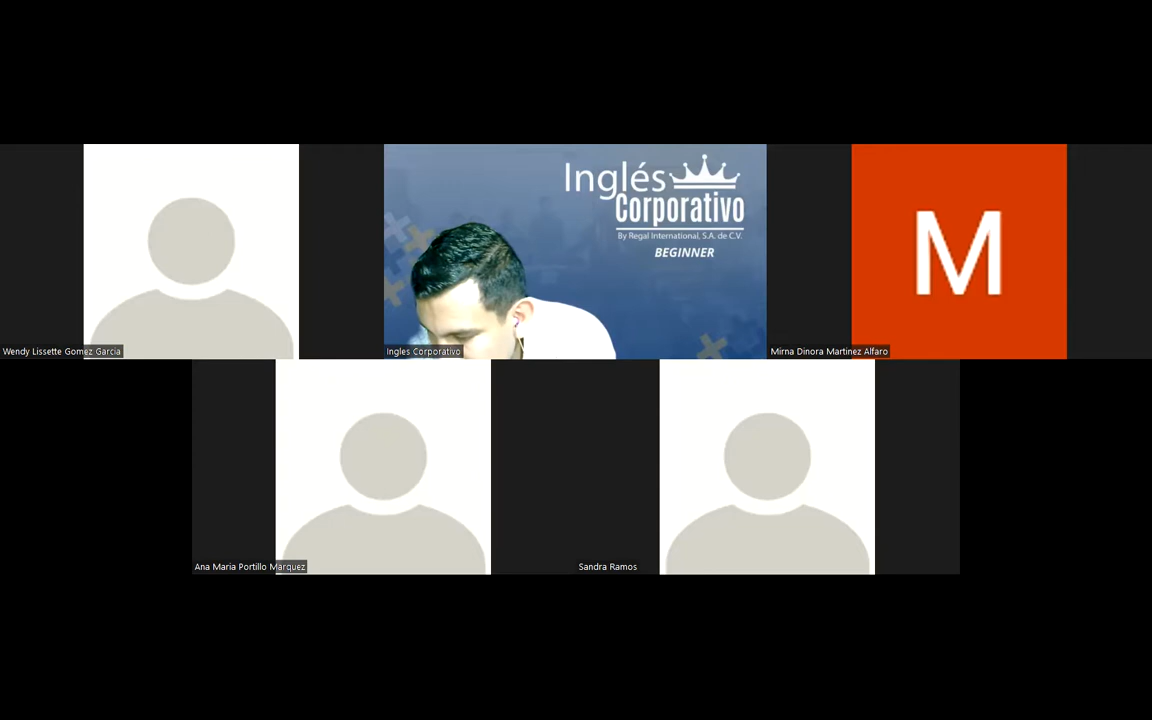 Inglés
Corporativo
By Regal International, S.A. de C.V.
BEGINNER
Wendy Lissette Gomez Garcia
Ingles Corporativo
M
Mirna Dinora Martinez Alfaro
Ana Maria Portillo Marquez
Sandra Ramos